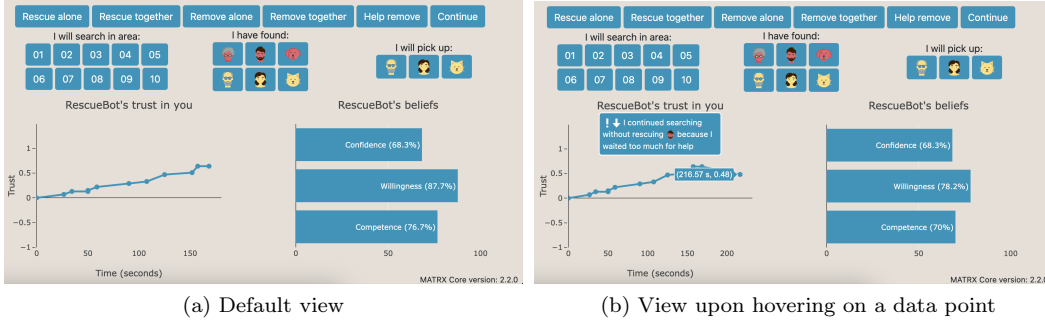 Rescue alone Rescue together Remove alone Remove together Help remove Continue
I will search in area: I have found:
I will pick up:
01 02 03 04 05
06 07 08 09 10
RescueBot's trust in you RescueBot's beliefs
Trust
1
0.5
0
−0.5
−1
0 50 100 150
Time (seconds)
Confidence (68.3%)
Willingness (87.7%)
Competence (76.7%)
0 50 100
MATRX Core version: 2.2.0
(a) Default view
Rescue alone Rescue together Remove alone Remove together Help remove Continue
I will search in area: I have found:
I will pick up:
01 02 03 04 05
06 07 08 09 10
RescueBot's trust in you RescueBot's beliefs
I continued searching
without rescuing because I
waited too much for help
(216.57 s, 0.48)
Trust
1
0.5
0
−0.5
−1
0 50 100 150 200
Time (seconds)
Confidence (68.3%)
Willingness (78.2%)
Competence (70%)
0 50 100
MATRX Core version: 2.2.0
(b) View upon hovering on a data point